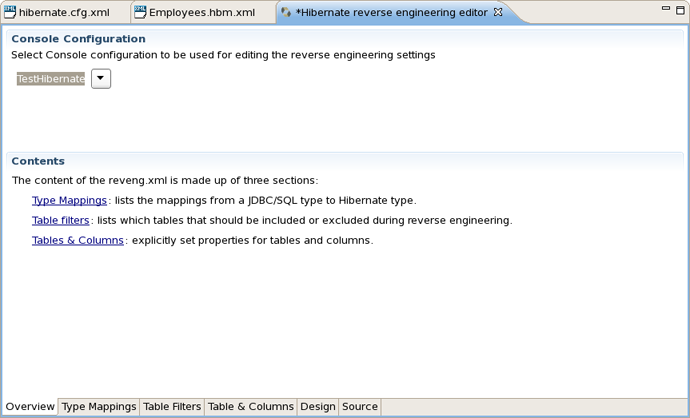 hibernate.cfg.xml Employees.hbm.xml *Hibernate reverse engineering editor
Console Configuration
Select Console configuration to be used for editing the reverse engineering settings
TestHibernate
Contents
The content of the reveng.xml is made up of three sections:
Type Mappings: lists the mappings from a JDBC/SQL type to Hibernate type.
Table filters: lists which tables that should be included or excluded during reverse engineering.
Tables & Columns: explicitly set properties for tables and columns.
Overview Type Mappings Table Filters Table & Columns Design Source